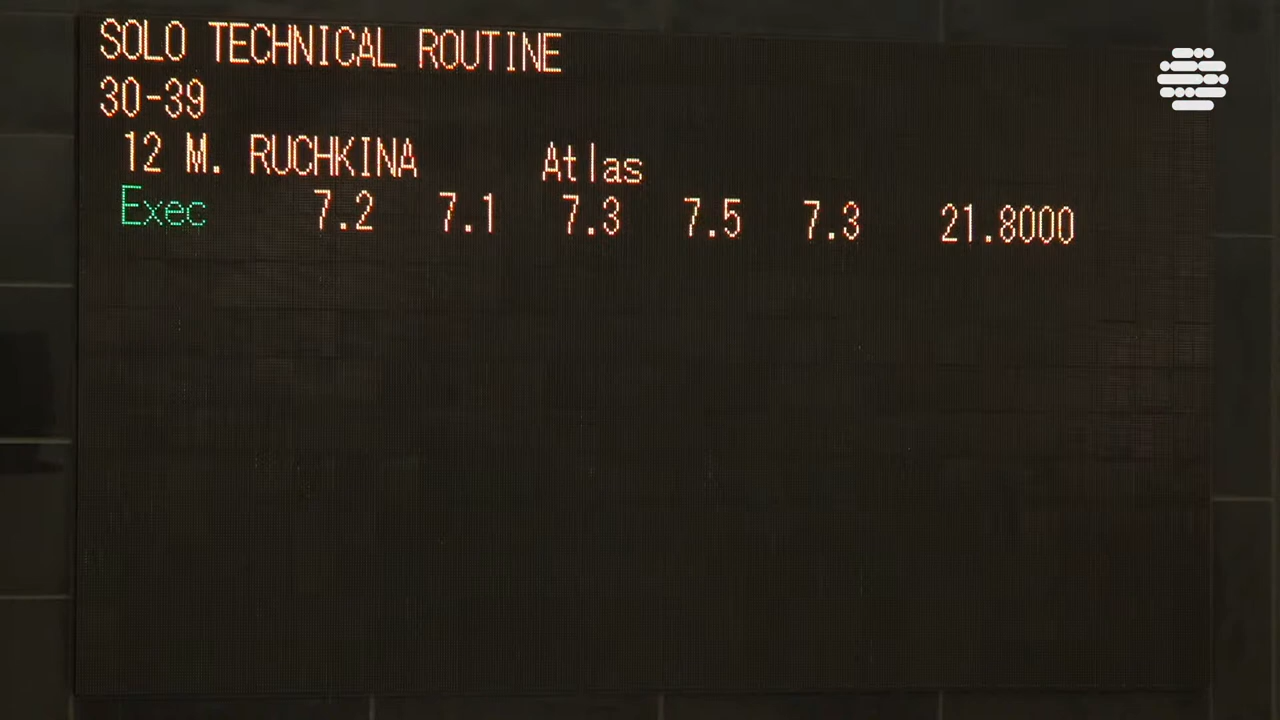 SOLO TECHNICAL ROUTINE
30-39
12 M. RUCHKINA Atlas
Exec 7.2 7.1 7.3 7.5 7.3 21.8000